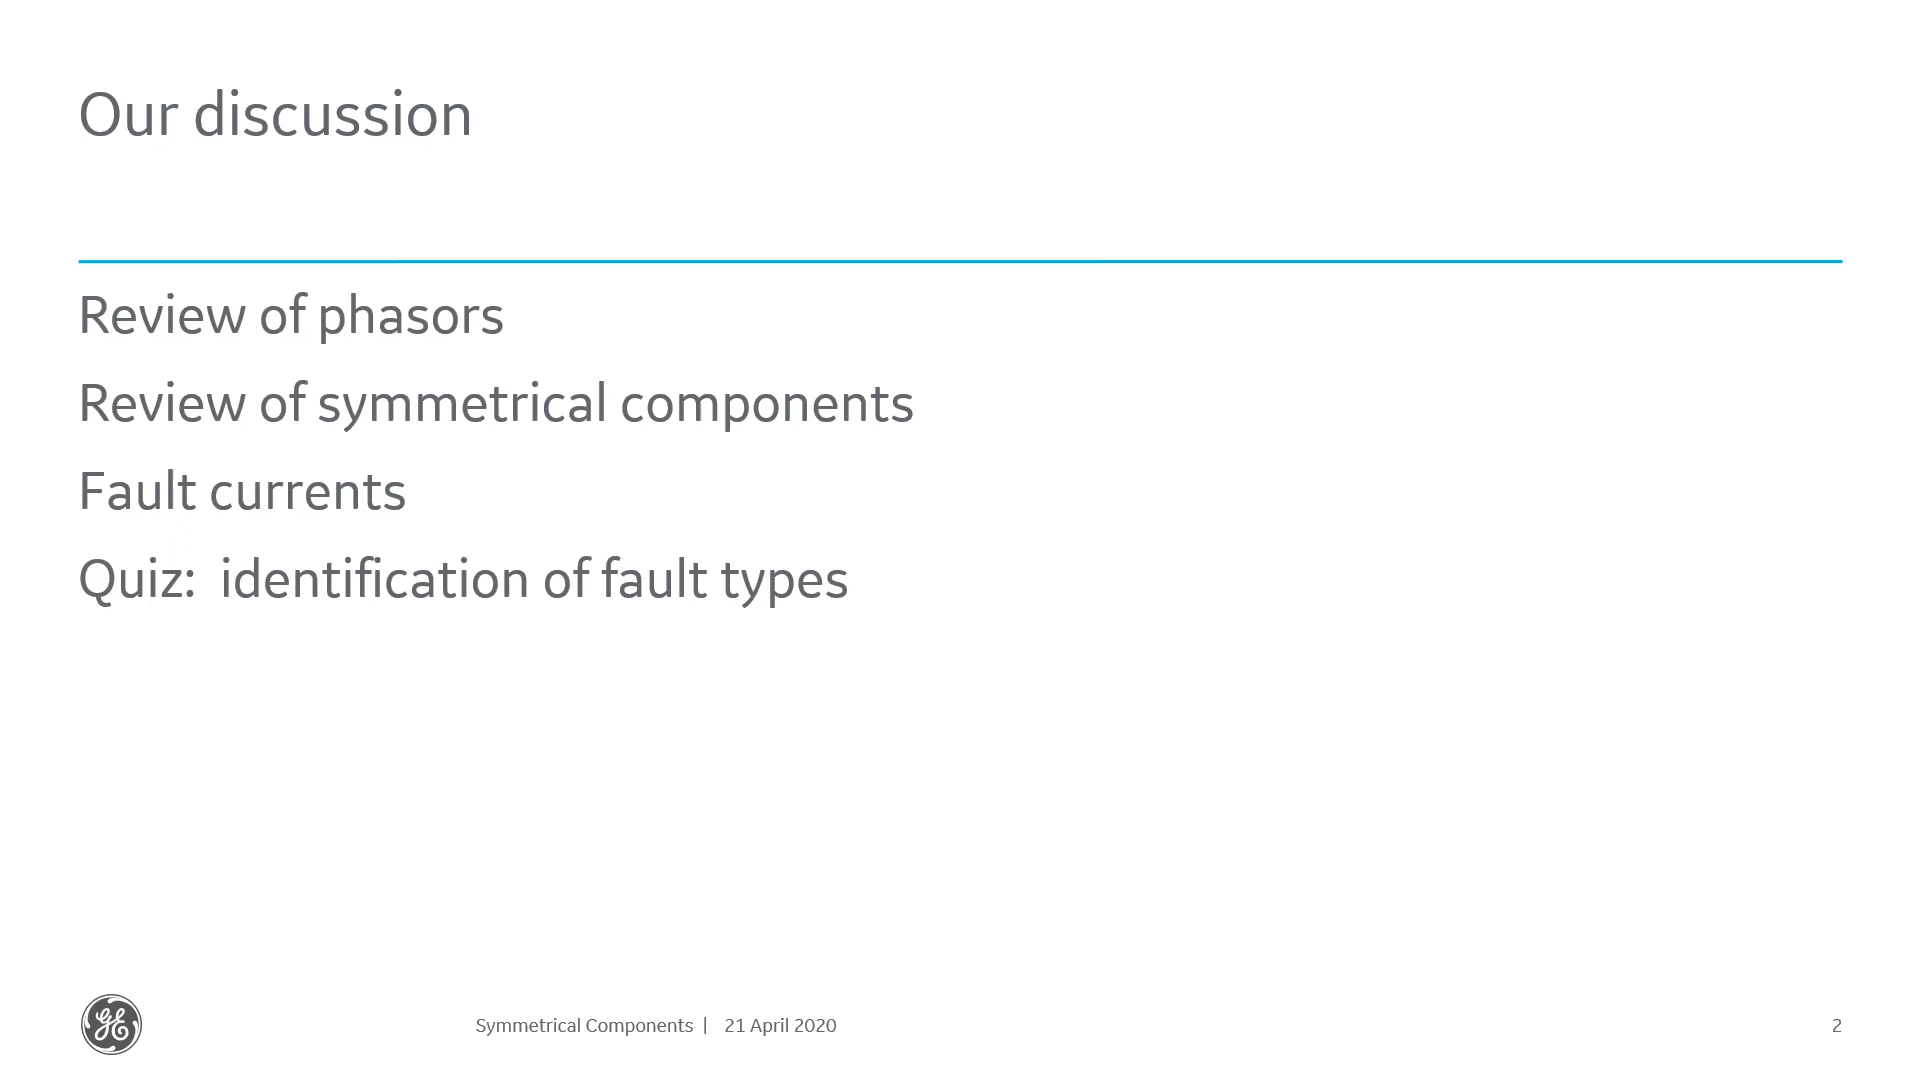 Our discussion
Review of phasors
Review of symmetrical components
Fault currents
Quiz:  identification of fault types
GE
Symmetrical Components |   21 April 2020
2